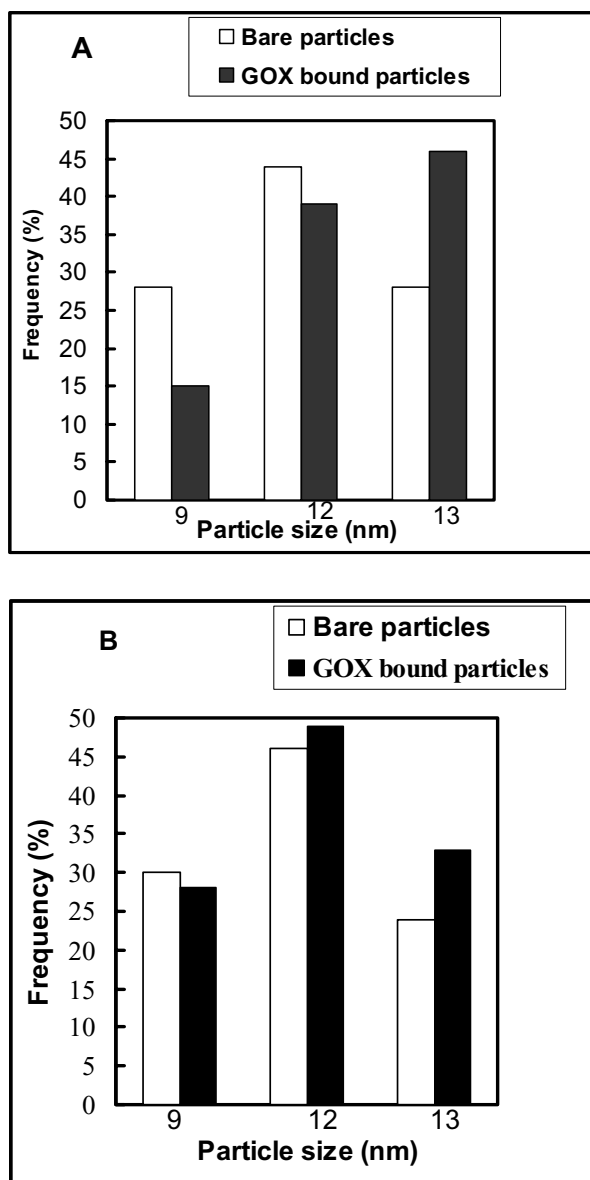 A
Bare particles
GOX bound particles
Frequency (%)
50
45
40
35
30
25
20
15
10
5
0
9 12 13
Particle size (nm)
B
Bare particles
GOX bound particles
Frequency (%)
50
45
40
35
30
25
20
15
10
5
0
9 12 13
Particle size (nm)